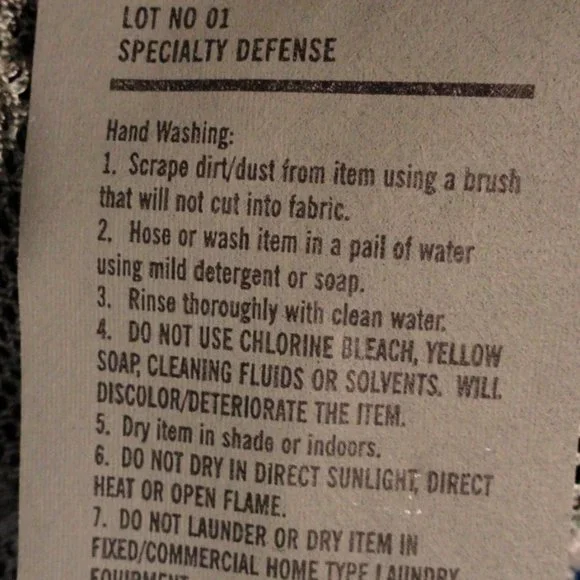 LOT NO 01
SPECIALTY DEFENSE
Hand Washing:
1. Scrape dirt/dust from item using a brush
that will not cut into fabric.
2. Hose or wash item in a pail of water
using mild detergent or soap.
3. Rinse thoroughly with clean water.
4. DO NOT USE CHLORINE BLEACH, YELLOW
SOAP, CLEANING FLUIDS OR SOLVENTS. WILL
DISCOLOR/DETERIORATE THE ITEM.
5. Dry item in shade or indoors.
6. DO NOT DRY IN DIRECT SUNLIGHT, DIRECT
HEAT OR OPEN FLAME.
7. DO NOT LAUNDER OR DRY ITEM IN
FIXED/COMMERCIAL HOME TYPE LAUNDRY
EQUIPMENT